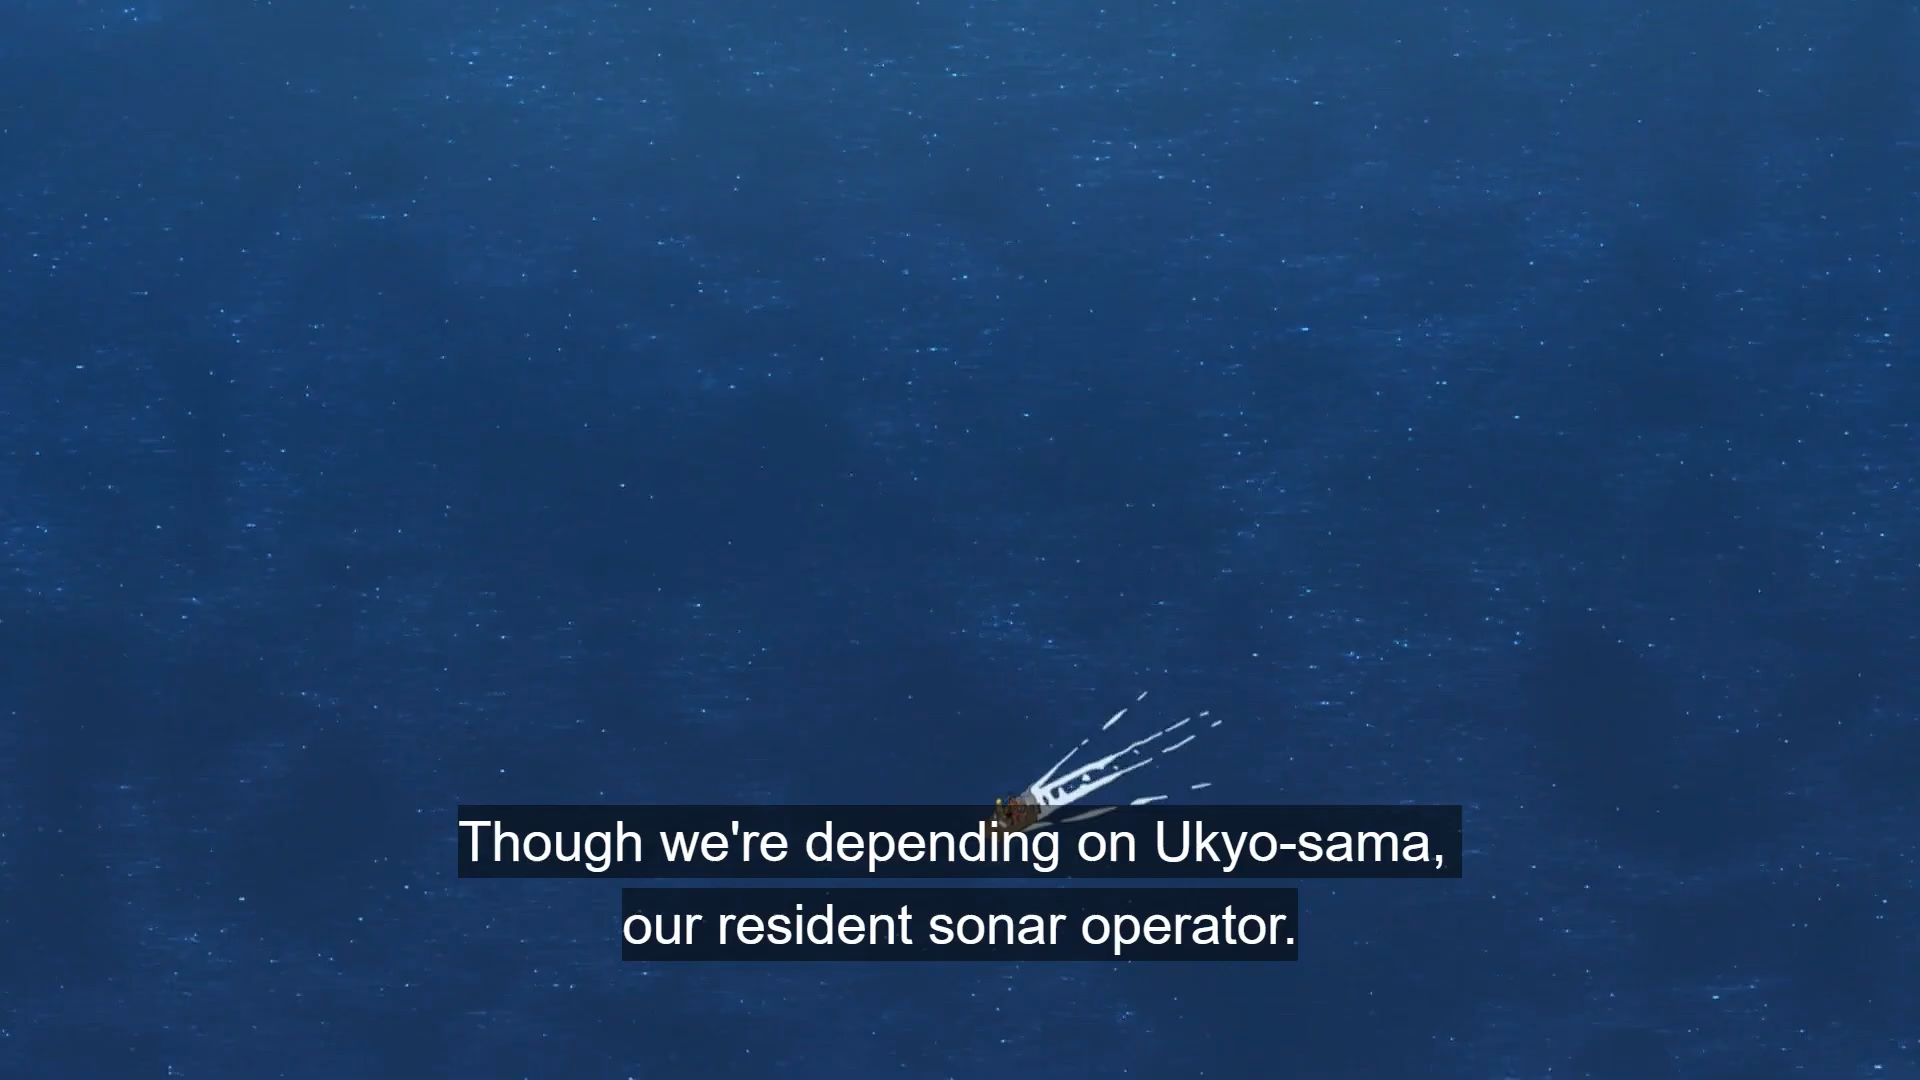 Though we're depending on Ukyo-sama,
our resident sonar operator.